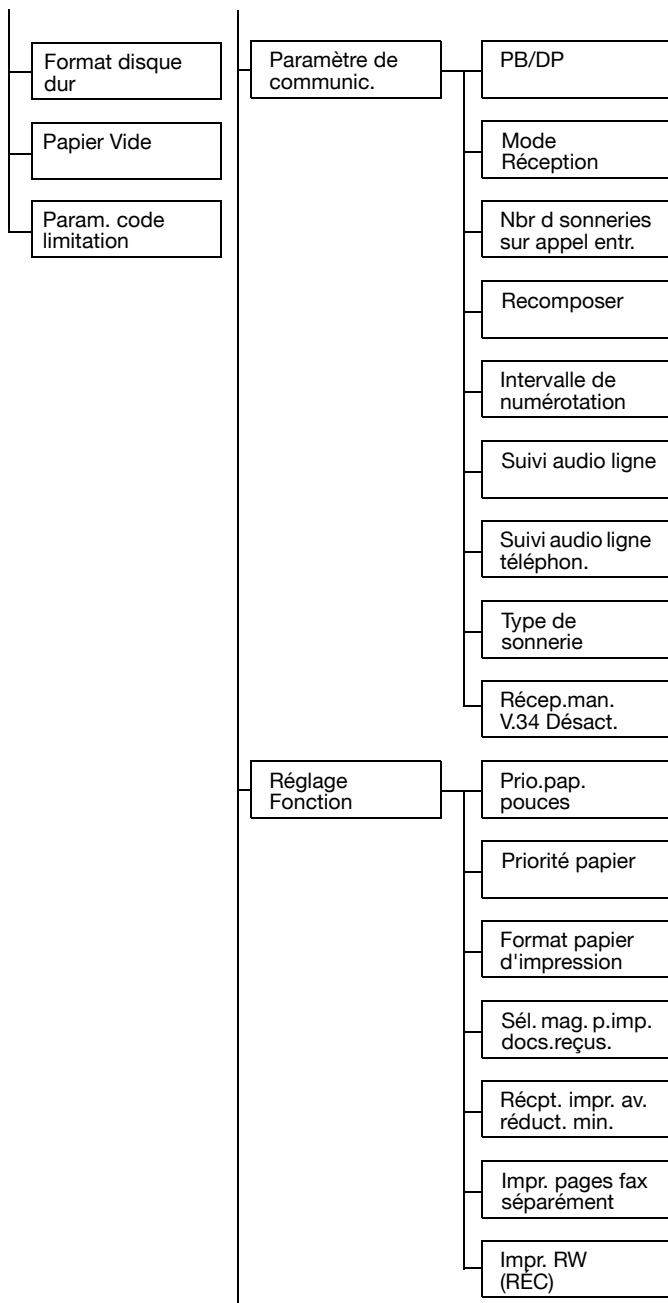 Format disque
dur
Papier Vide
Param. code
limitation
Paramètre de
communic.
PB/DP
Mode
Réception
Nbr d sonneries
sur appel entr.
Recomposer
Intervalle de
numérotation
Suivi audio ligne
Suivi audio ligne
téléphon.
Type de
sonnerie
Récep.man.
V.34 Désact.
Réglage
Fonction
Prio.pap.
pouces
Priorité papier
Format papier
d'impression
Sél. mag. p.imp.
docs.reçus.
Récpt. impr. av.
réduct. min.
Impr. pages fax
séparément
Impr. RW
(RÉC)